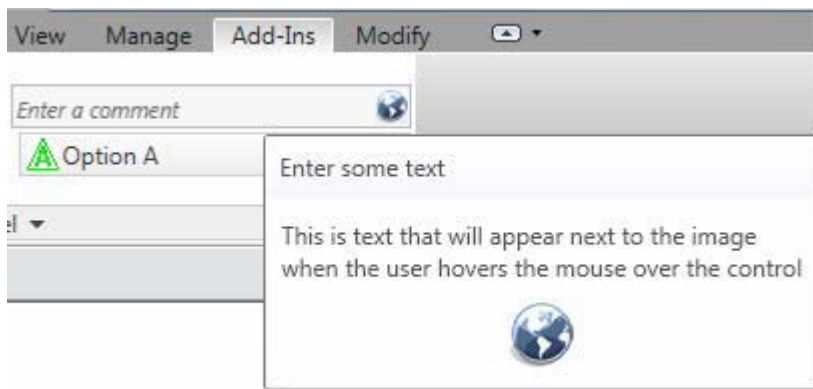 View Manage Add-Ins Modify
Enter a comment
Option A
Enter some text
el
This is text that will appear next to the image
when the user hovers the mouse over the control